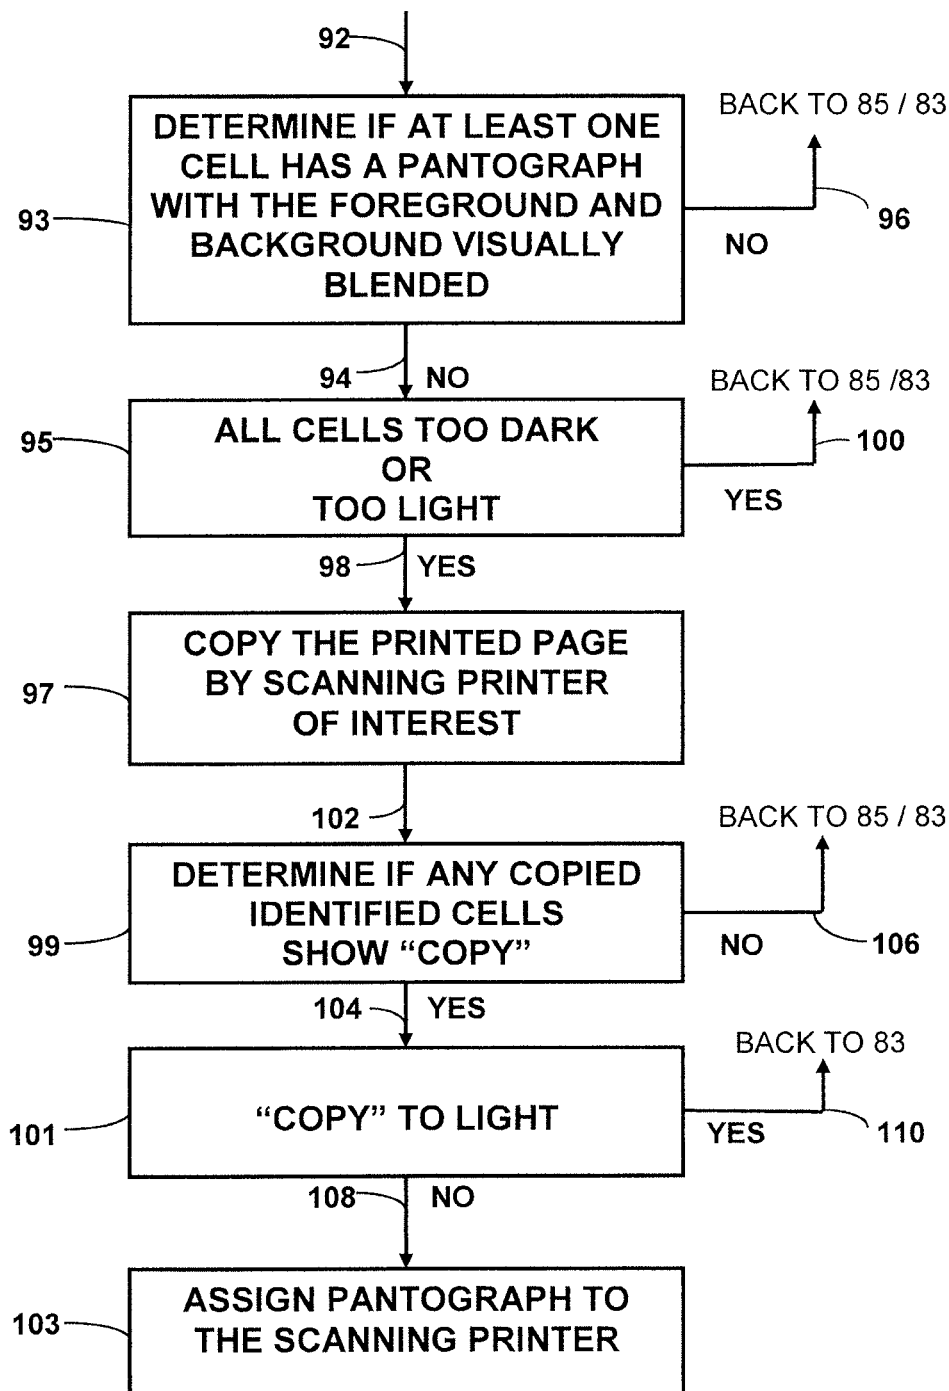 92
BACK TO 85 / 83
DETERMINE IF AT LEAST ONE
CELL HAS A PANTOGRAPH
WITH THE FOREGROUND AND
BACKGROUND VISUALLY
BLENDED
93
96
NO
94
NO
BACK TO 85 /83
ALL CELLS TOO DARK
OR
TOO LIGHT
95
100
YES
98
YES
COPY THE PRINTED PAGE
BY SCANNING PRINTER
OF INTEREST
97
102
BACK TO 85 / 83
DETERMINE IF ANY COPIED
IDENTIFIED CELLS
SHOW “COPY”
99
106
NO
104
YES
BACK TO 83
“COPY” TO LIGHT
101
110
YES
108
NO
ASSIGN PANTOGRAPH TO
THE SCANNING PRINTER
103